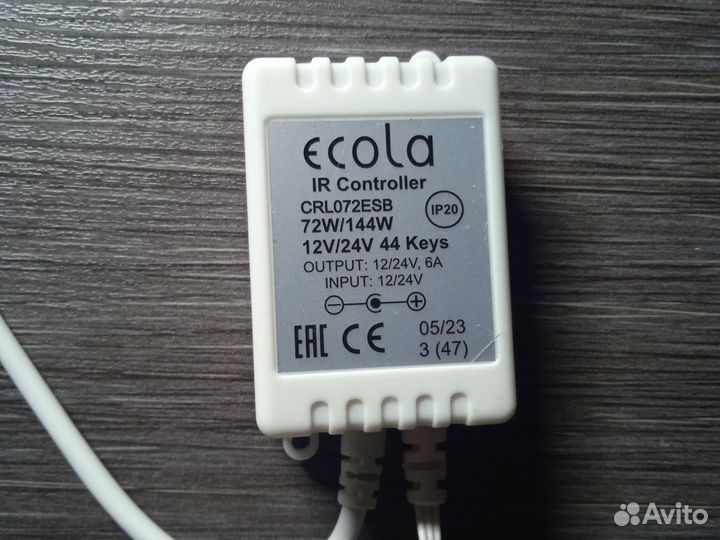 ecola
IR Controller
CRL072ESB
IP20
72W/144W
12V/24V 44 Keys
OUTPUT: 12/24V, 6A
INPUT: 12/24V
EAC CE
05/23
3 (47)
Avito